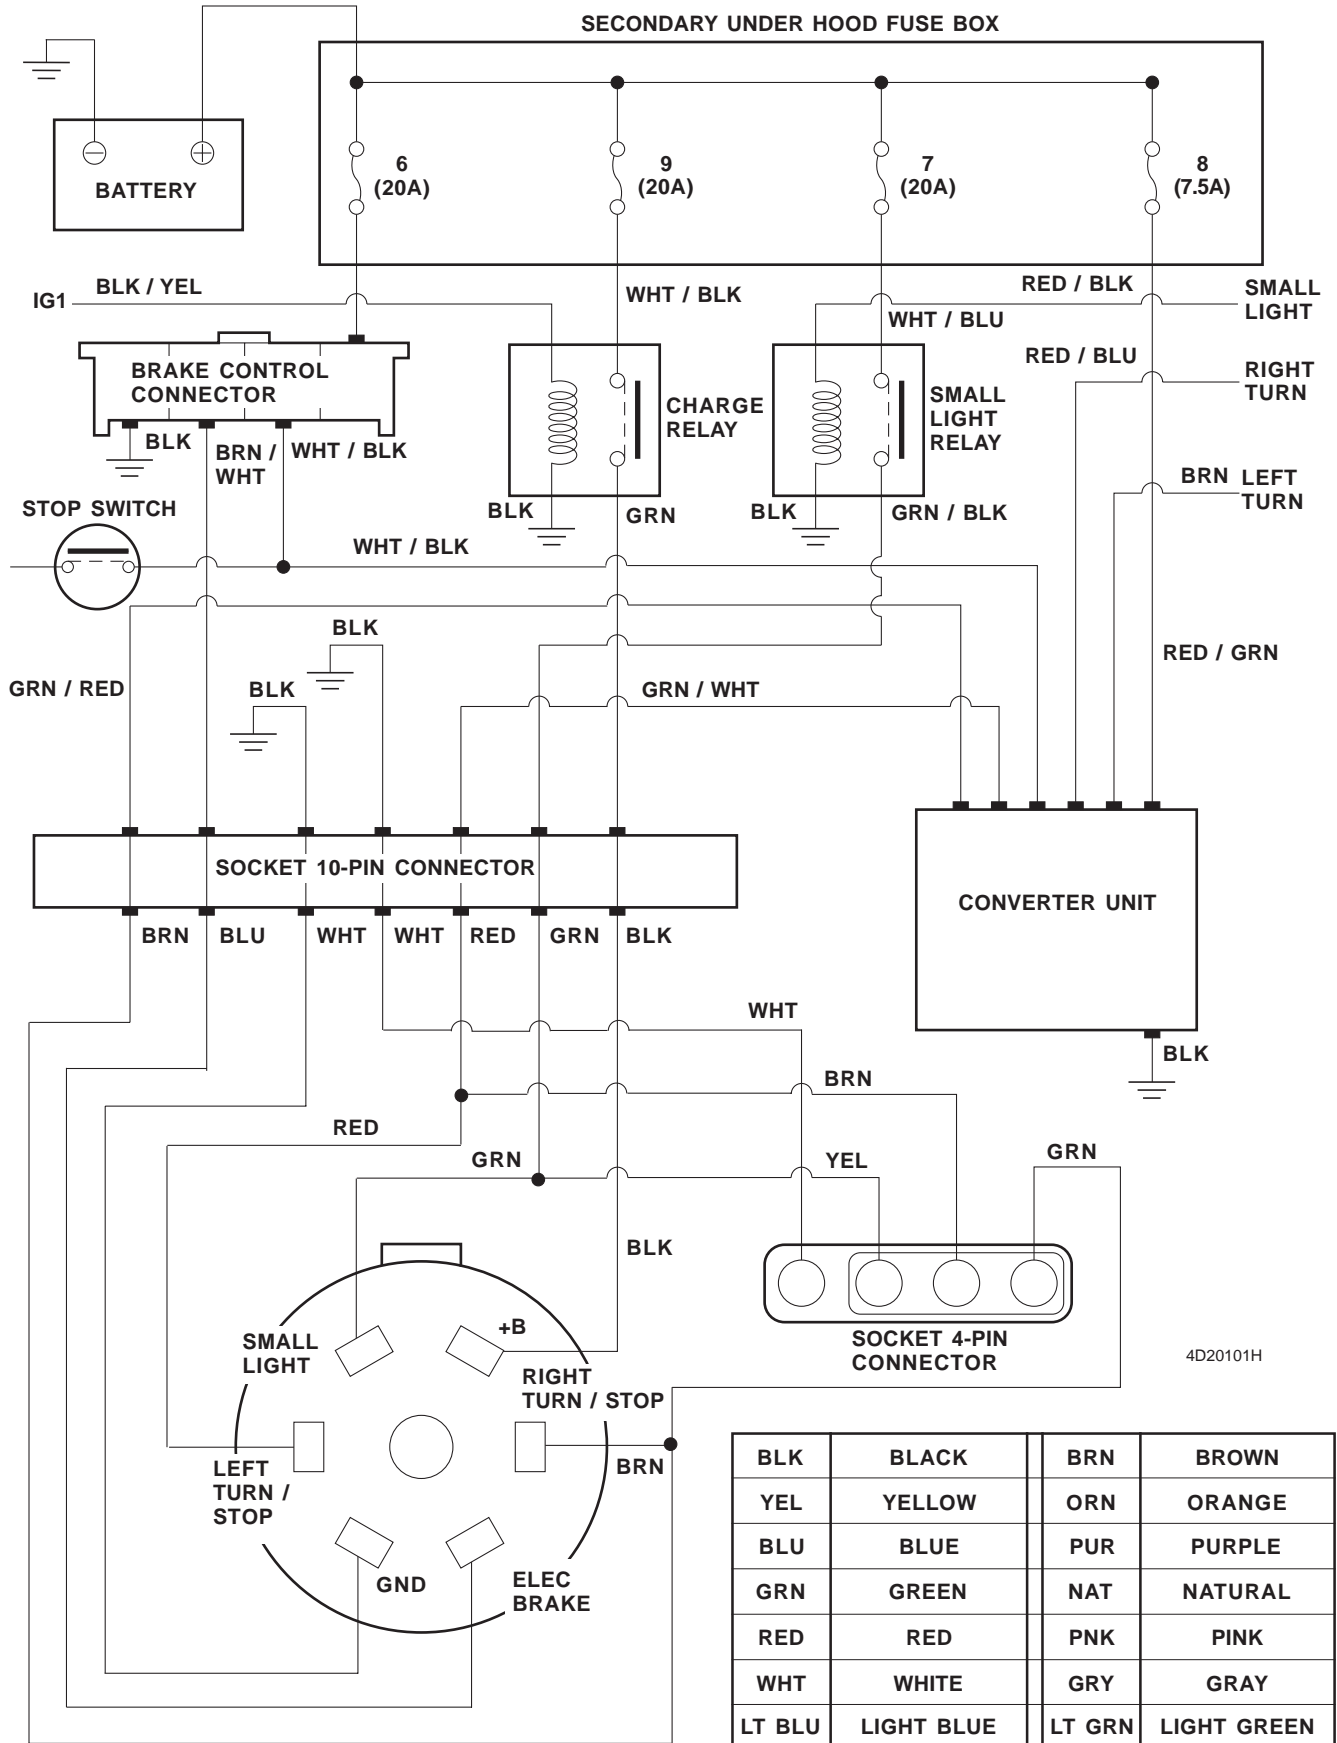 SECONDARY UNDER HOOD FUSE BOX
6
(20A)
9
(20A)
7
(20A)
8
(7.5A)
BATTERY
IG1
BLK / YEL
WHT / BLK
RED / BLK
SMALL
LIGHT
WHT / BLU
RED / BLU
RIGHT
TURN
BRAKE CONTROL
CONNECTOR
CHARGE
RELAY
SMALL
LIGHT
RELAY
BLK
BRN /
WHT
WHT / BLK
BRN
LEFT
TURN
STOP SWITCH
BLK
GRN
BLK
GRN / BLK
WHT / BLK
BLK
RED / GRN
GRN / RED
BLK
GRN / WHT
SOCKET 10-PIN CONNECTOR
CONVERTER UNIT
BRN
BLU
WHT
WHT
RED
GRN
BLK
WHT
BLK
BRN
RED
GRN
YEL
GRN
BLK
SMALL
LIGHT
+B
SOCKET 4-PIN
CONNECTOR
4D20101H
RIGHT
TURN / STOP
LEFT
TURN /
STOP
BRN
GND
ELEC
BRAKE
BLK BLACK BRN BROWN
YEL YELLOW ORN ORANGE
BLU BLUE PUR PURPLE
GRN GREEN NAT NATURAL
RED RED PNK PINK
WHT WHITE GRY GRAY
LT BLU LIGHT BLUE LT GRN LIGHT GREEN